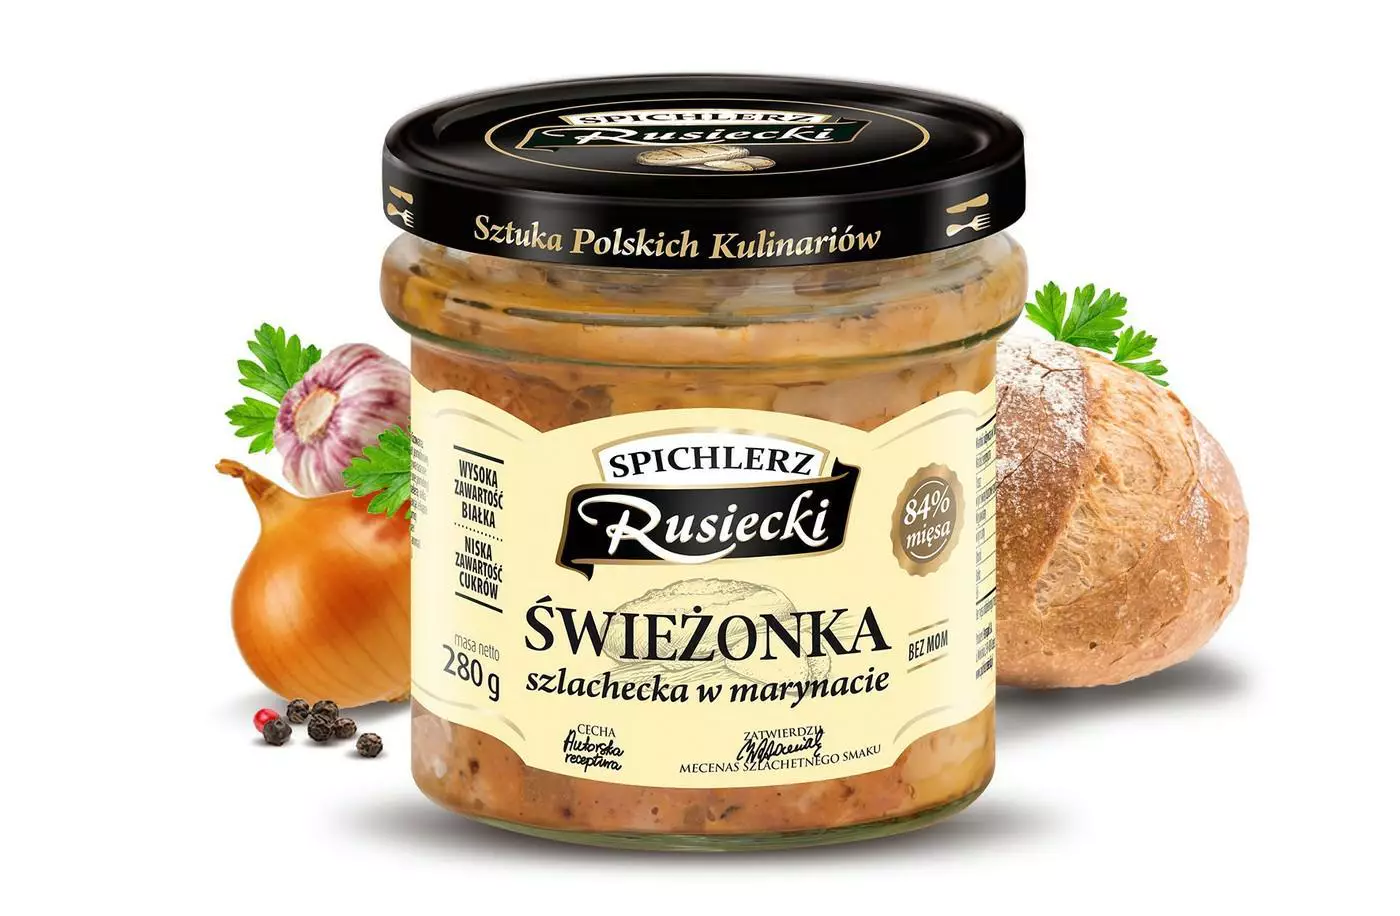 SPICHLERZ
Rusiecki
Sztuka Polskich Kulinariów
SPICHLERZ
Rusiecki
WYSOKA
ZAWARTOŚĆ
BIAŁKA
NISKA
ZAWARTOŚĆ
CUKRÓW
84%
mięsa
ŚWIEŻONKA
szlachecka w marynacie
BEZ MOM
masa netto
280 g
CECHA
Autorska
receptura
ZATWIERDZIŁ
MECENAS SZLACHETNEGO SMAKU